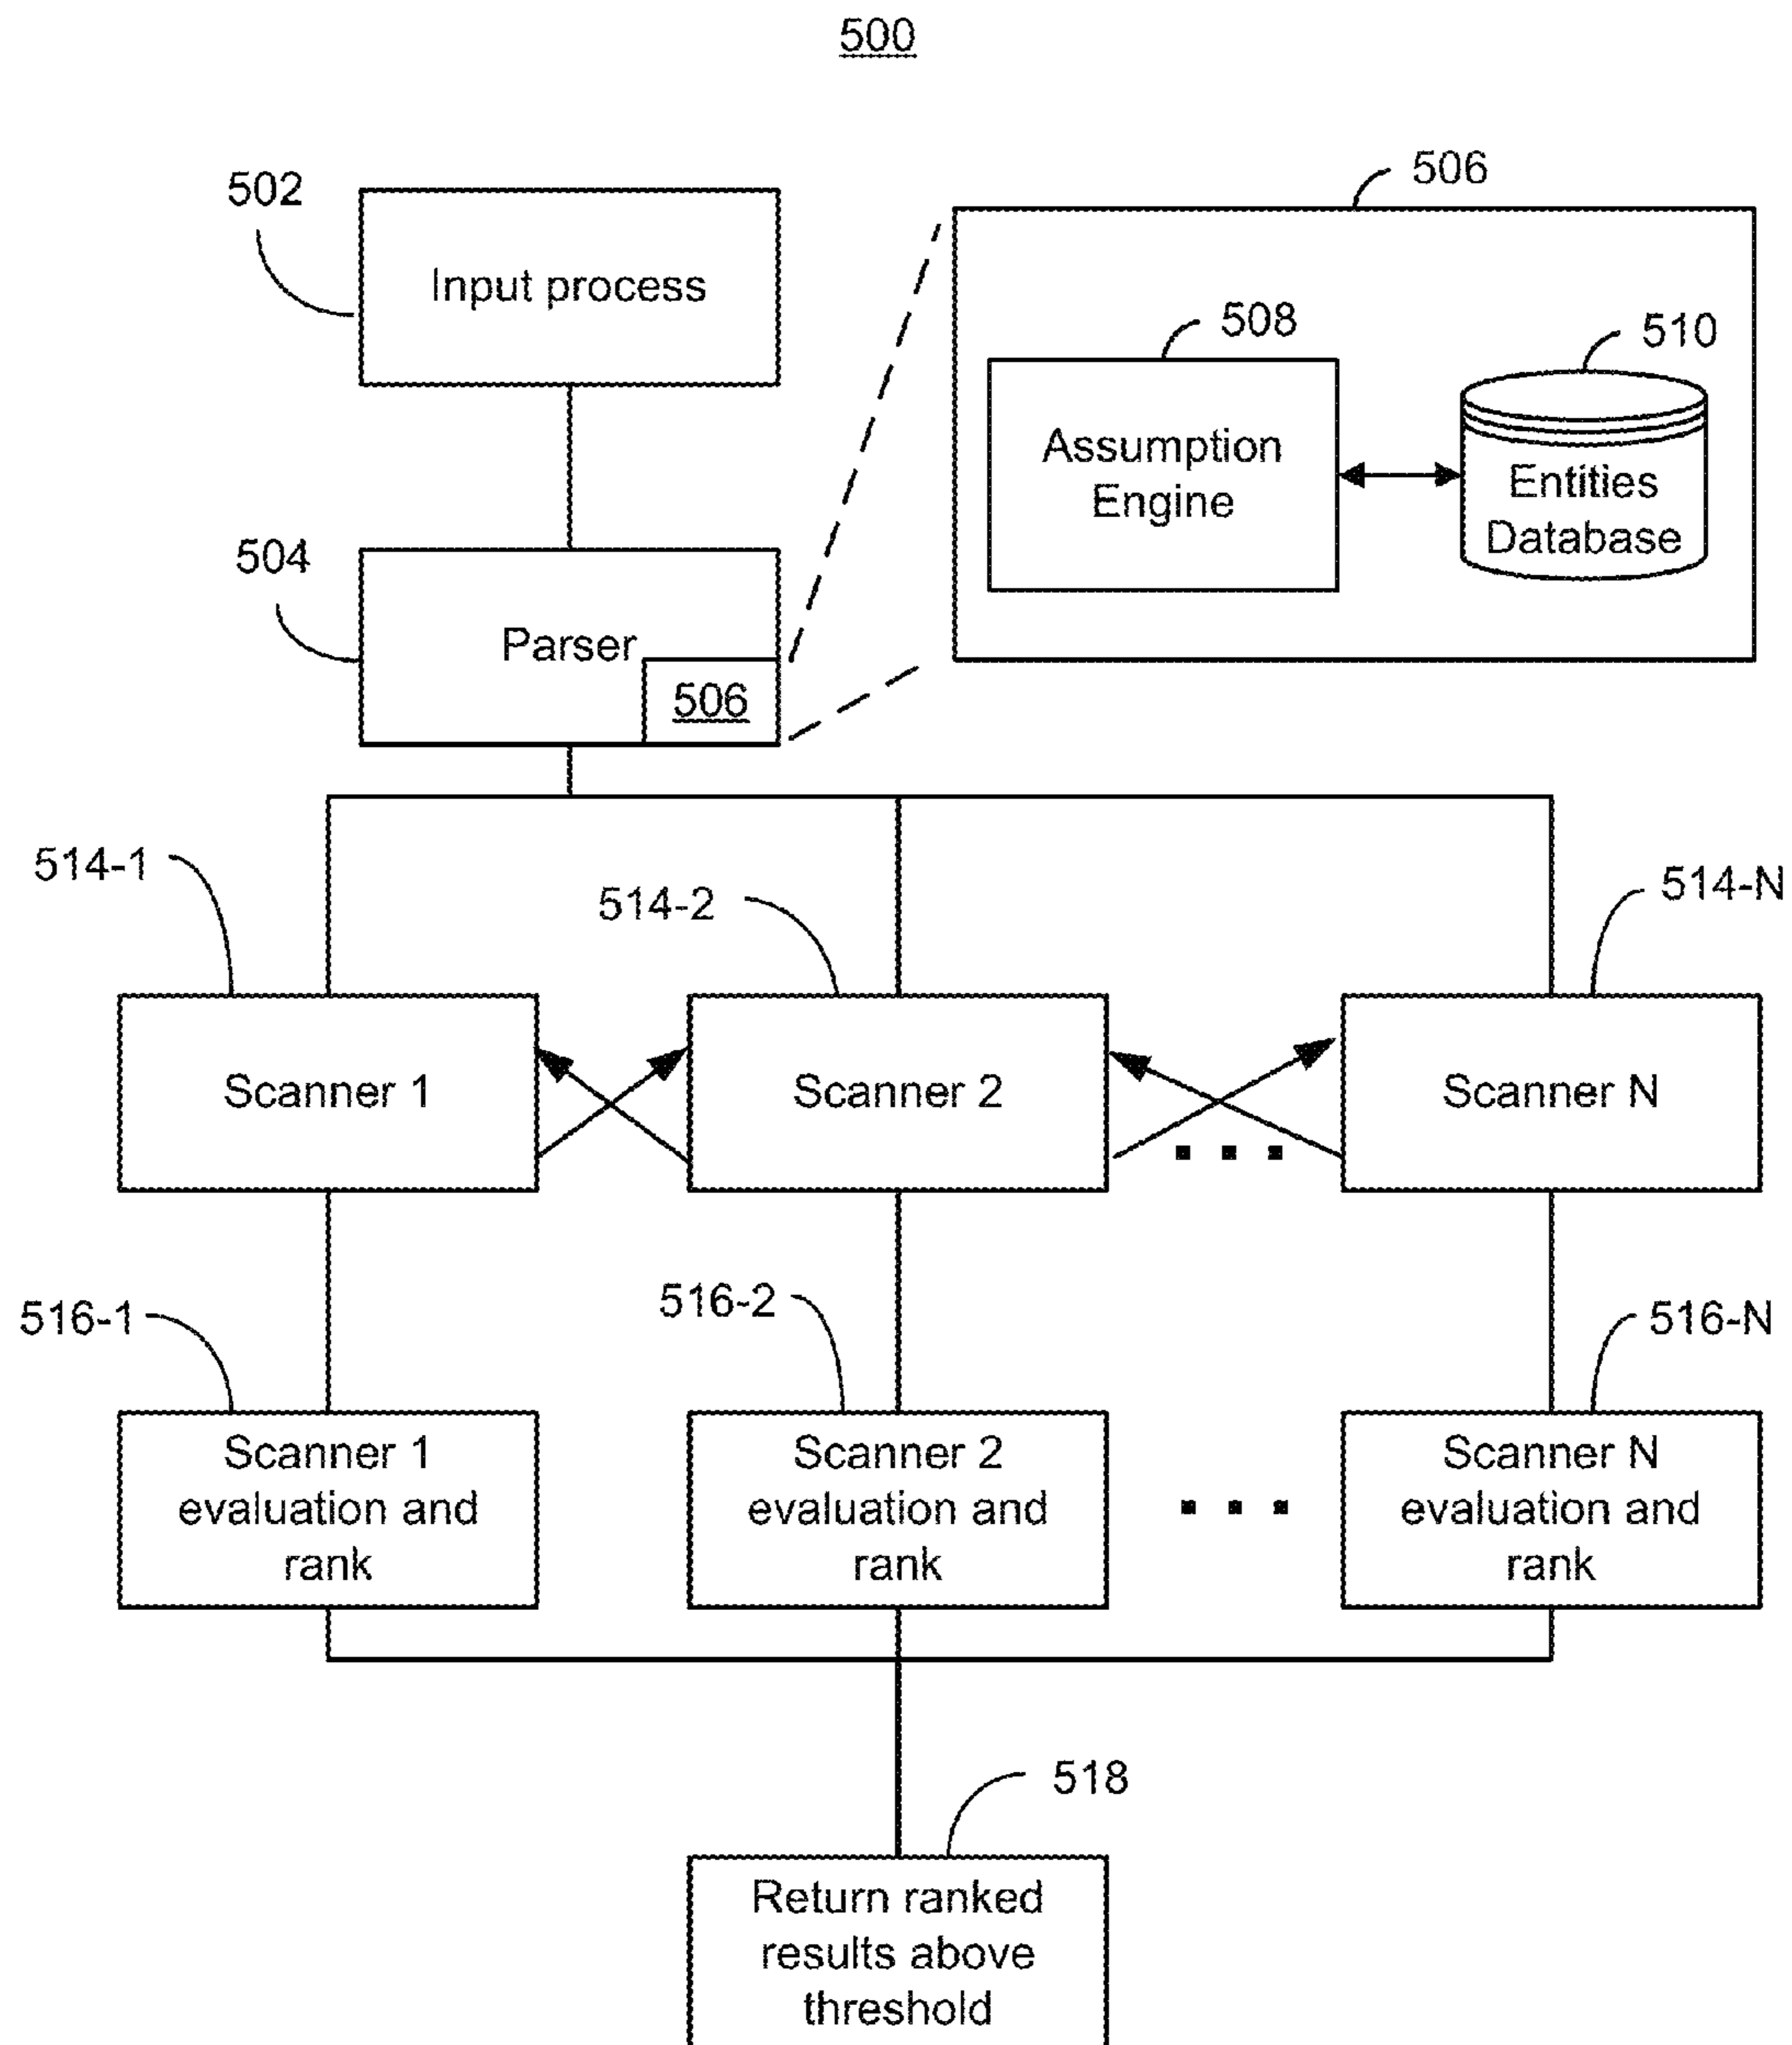 500
502
506
Input process
508
510
Assumption
Engine
Entities
Database
504
Parser
506
514-1
514-2
514-N
Scanner 1
Scanner 2
Scanner N
. . .
516-1
516-2
516-N
Scanner 1
evaluation and
rank
Scanner 2
evaluation and
rank
. . .
Scanner N
evaluation and
rank
518
Return ranked
results above
threshold